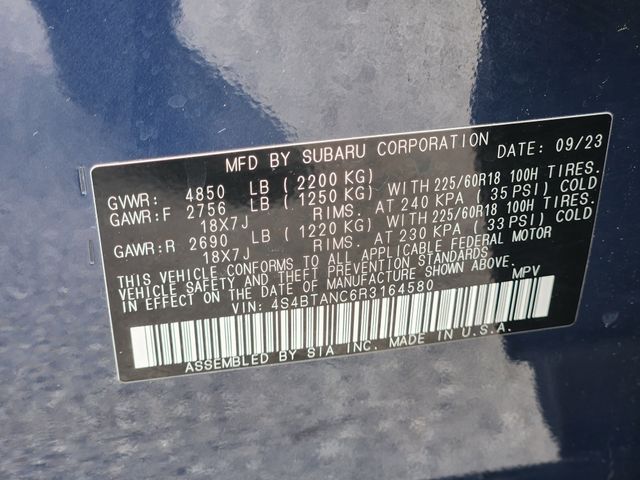 MFD BY SUBARU CORPORATION DATE: 09/23
GVWR: 4850 LB (2200 KG)
GAWR:F 2756 LB (1250 KG) WITH 225/60R18 100H TIRES.
18X7J RIMS. AT 240 KPA (35 PSI) COLD
GAWR:R 2690 LB (1220 KG) WITH 225/60R18 100H TIRES.
18X7J RIMS. AT 230 KPA (33 PSI) COLD
THIS VEHICLE CONFORMS TO ALL APPLICABLE FEDERAL MOTOR
VEHICLE SAFETY AND BUMPER PREVENTION STANDARDS
IN EFFECT ON THE DATE OF MANUFACTURE SHOWN ABOVE.
VIN: 4S4BTANC6R3164580 MPV
ASSEMBLED BY SIA INC. MADE IN U.S.A.